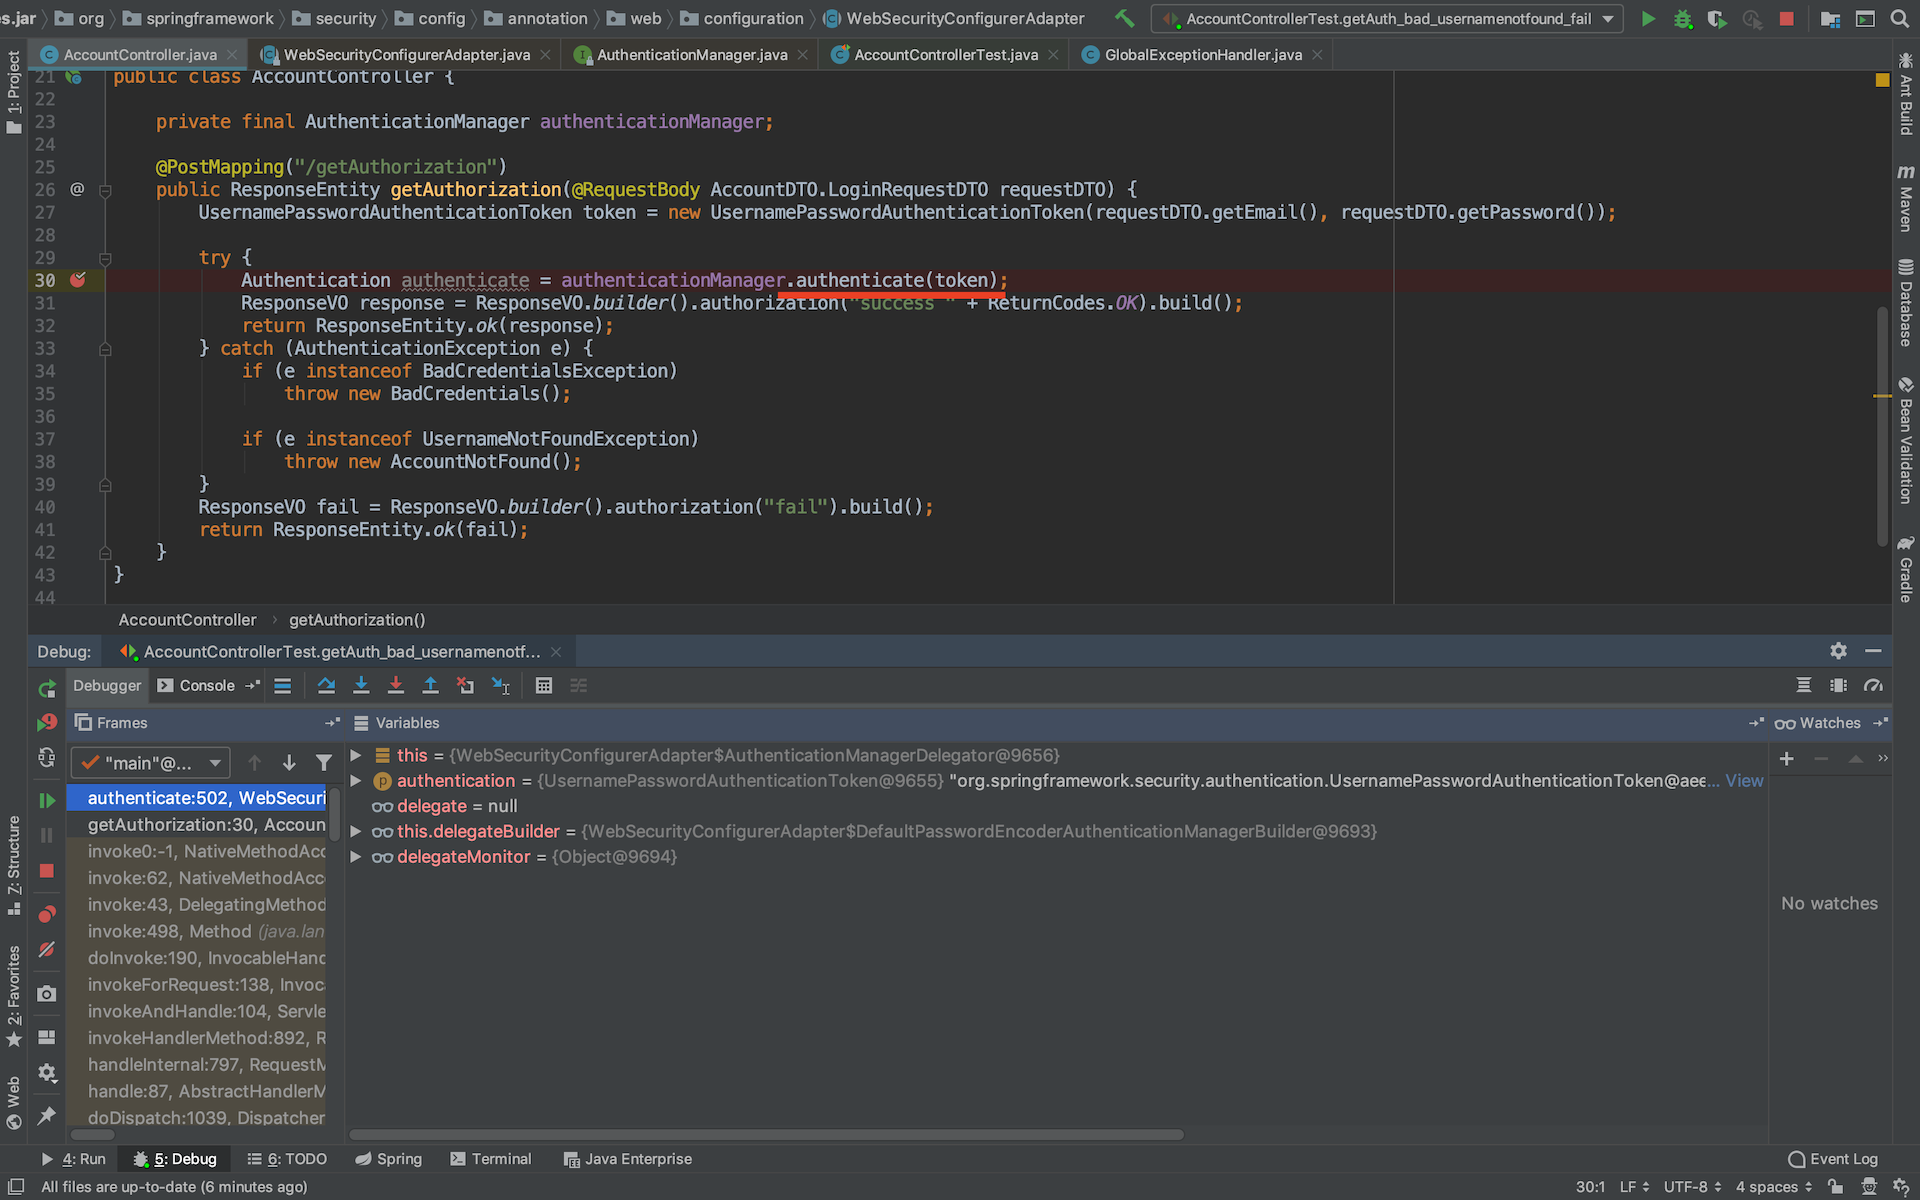 s.jar org springframework security config annotation web configuration WebSecurityConfigurerAdapter AccountControllerTest.getAuth_bad_usernamenotfound_fail
AccountController.java WebSecurityConfigurerAdapter.java AuthenticationManager.java AccountControllerTest.java GlobalExceptionHandler.java
1: Project
7: Structure
2: Favorites
Web
21 public class AccountController {
22
23 private final AuthenticationManager authenticationManager;
24
25 @PostMapping("/getAuthorization")
26 @ public ResponseEntity getAuthorization(@RequestBody AccountDTO.LoginRequestDTO requestDTO) {
27 UsernamePasswordAuthenticationToken token = new UsernamePasswordAuthenticationToken(requestDTO.getEmail(), requestDTO.getPassword());
28
29 try {
30 Authentication authenticate = authenticationManager.authenticate(token);
31 ResponseVO response = ResponseVO.builder().authorization("success " + ReturnCodes.OK).build();
32 return ResponseEntity.ok(response);
33 } catch (AuthenticationException e) {
34 if (e instanceof BadCredentialsException)
35 throw new BadCredentials();
36
37 if (e instanceof UsernameNotFoundException)
38 throw new AccountNotFound();
39 }
40 ResponseVO fail = ResponseVO.builder().authorization("fail").build();
41 return ResponseEntity.ok(fail);
42 }
43 }
44
Ant Build
m Maven
Database
Bean Validation
Gradle
AccountController › getAuthorization()
Debug: AccountControllerTest.getAuth_bad_usernamenotf...
Debugger Console
Frames
"main"@...
authenticate:502, WebSecuri
getAuthorization:30, Accoun
invoke0:-1, NativeMethodAcc
invoke:62, NativeMethodAcce
invoke:43, DelegatingMethod
invoke:498, Method (java.lan
doInvoke:190, InvocableHand
invokeForRequest:138, Invoca
invokeAndHandle:104, Servle
invokeHandlerMethod:892, R
handleInternal:797, RequestM
handle:87, AbstractHandlerM
doDispatch:1039, Dispatcher
Variables
this = {WebSecurityConfigurerAdapter$AuthenticationManagerDelegator@9656}
p authentication = {UsernamePasswordAuthenticationToken@9655} "org.springframework.security.authentication.UsernamePasswordAuthenticationToken@aee... View
delegate = null
this.delegateBuilder = {WebSecurityConfigurerAdapter$DefaultPasswordEncoderAuthenticationManagerBuilder@9693}
delegateMonitor = {Object@9694}
Watches
No watches
4: Run 5: Debug 6: TODO Spring Terminal Java Enterprise Event Log
All files are up-to-date (6 minutes ago) 30:1 LF UTF-8 4 spaces